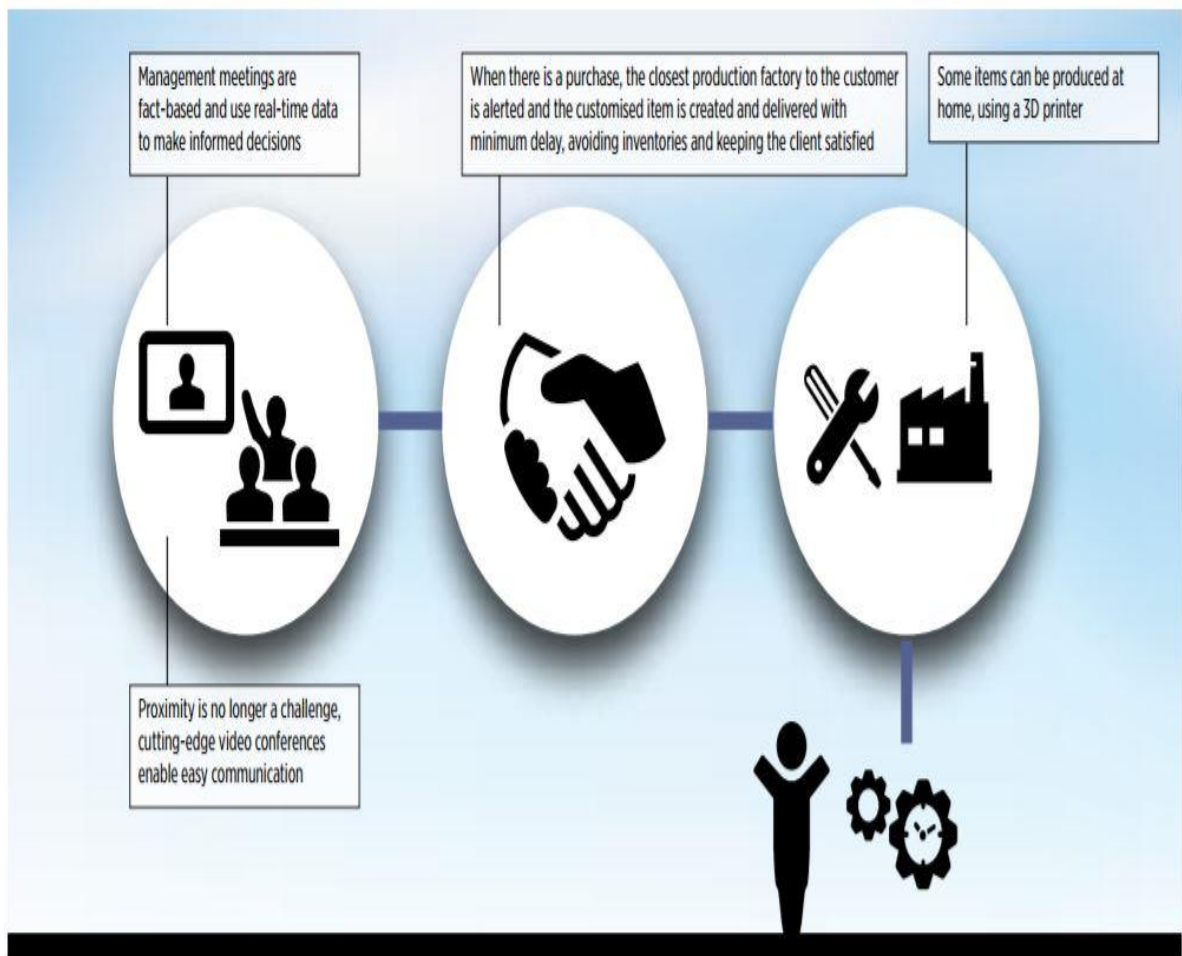 Management meetings are
fact-based and use real-time data
to make informed decisions
When there is a purchase, the closest production factory to the customer
is alerted and the customised item is created and delivered with
minimum delay, avoiding inventories and keeping the client satisfied
Some items can be produced at
home, using a 3D printer
Proximity is no longer a challenge,
cutting-edge video conferences
enable easy communication